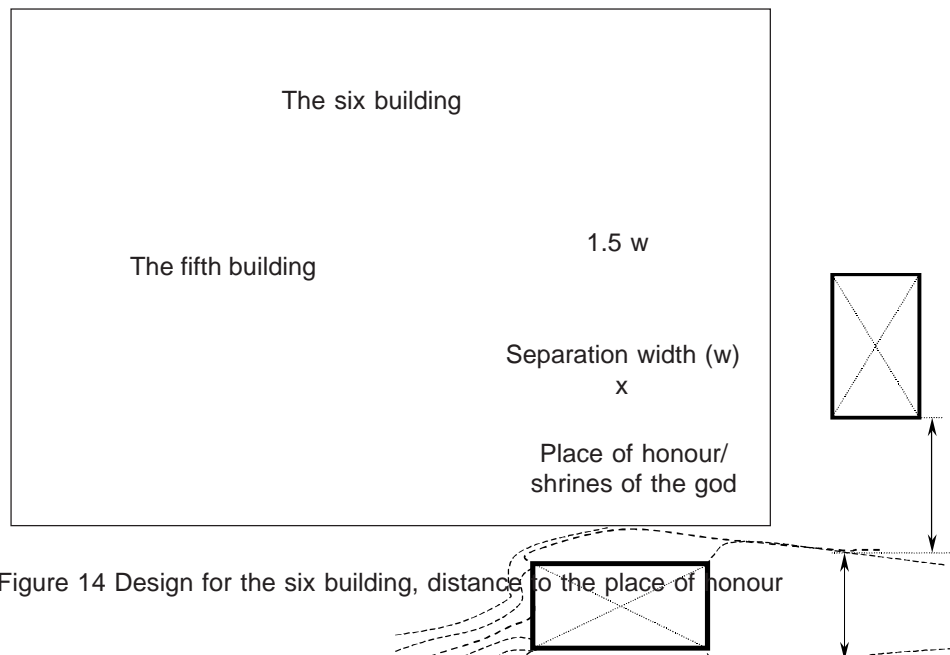 The six building
1.5 w
The fifth building
Separation width (w)
x
Place of honour/
shrines of the god
Figure 14 Design for the six building, distance to the place of honour